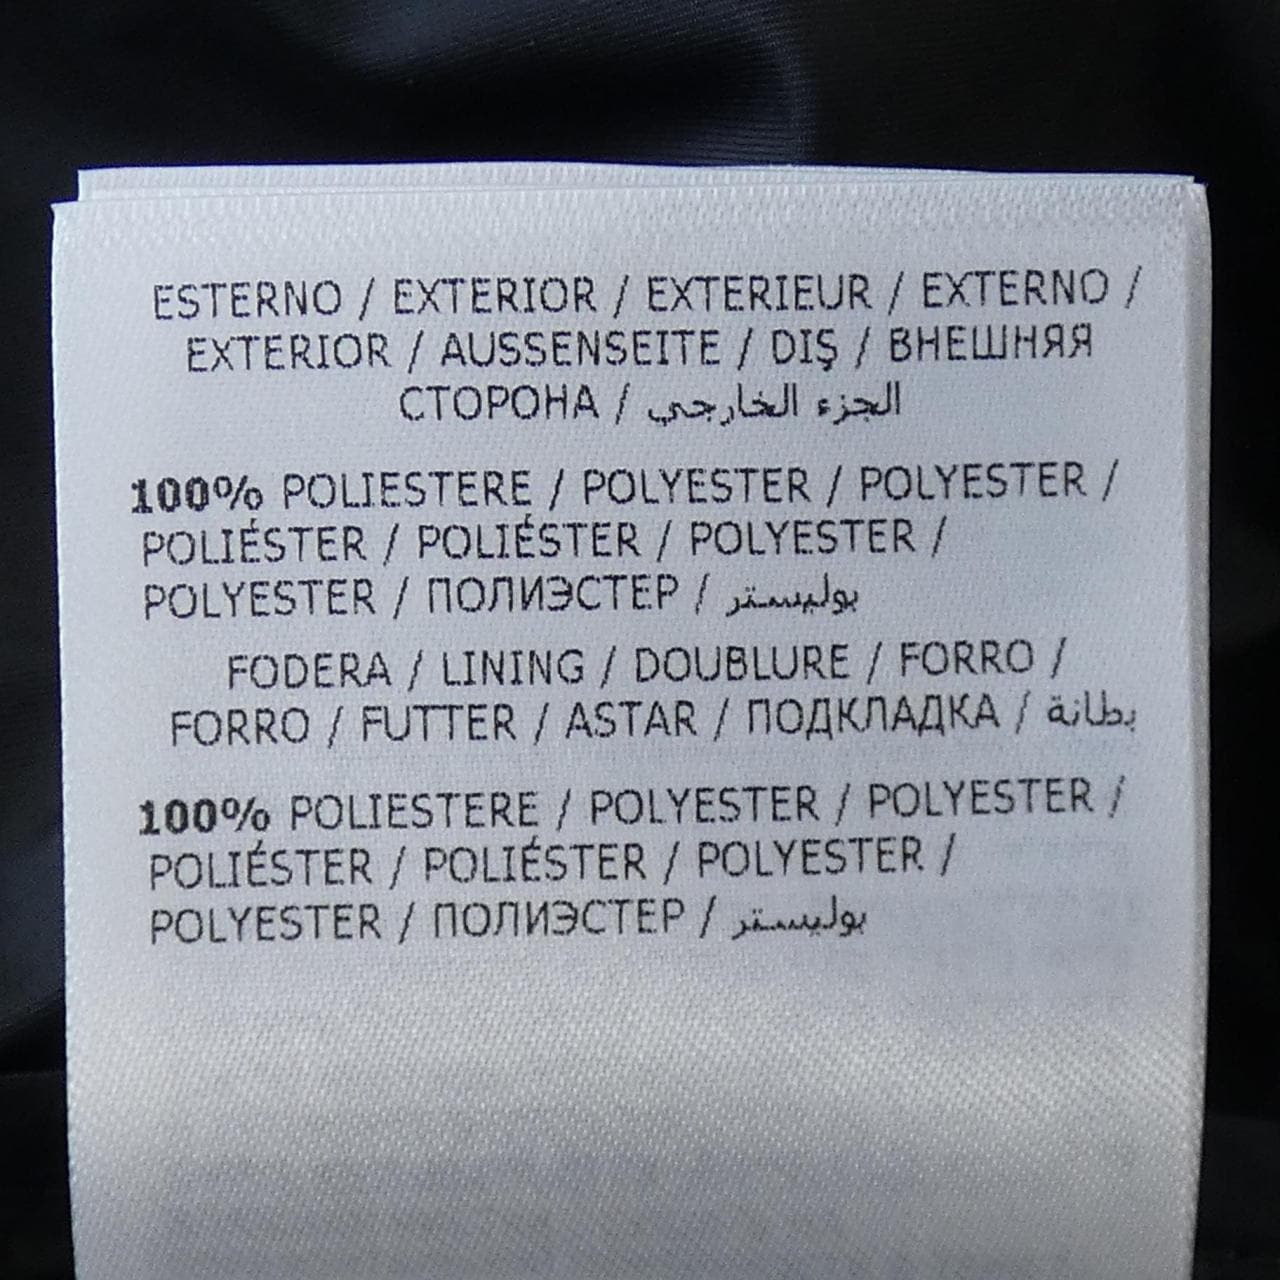 ESTERNO / EXTERIOR / EXTERIEUR / EXTERNO /
EXTERIOR / AUSSENSEITE / DIŞ / ВНЕШНЯЯ
СТОРОНА / الجزء الخارجي
100% POLIESTERE / POLYESTER / POLYESTER /
POLIÉSTER / POLIÉSTER / POLYESTER /
POLYESTER / ПОЛИЭСТЕР / بوليستر
FODERA / LINING / DOUBLURE / FORRO /
FORRO / FUTTER / ASTAR / ПОДКЛАДКА / بطانة
100% POLIESTERE / POLYESTER / POLYESTER /
POLIÉSTER / POLIÉSTER / POLYESTER /
POLYESTER / ПОЛИЭСТЕР / بوليستر